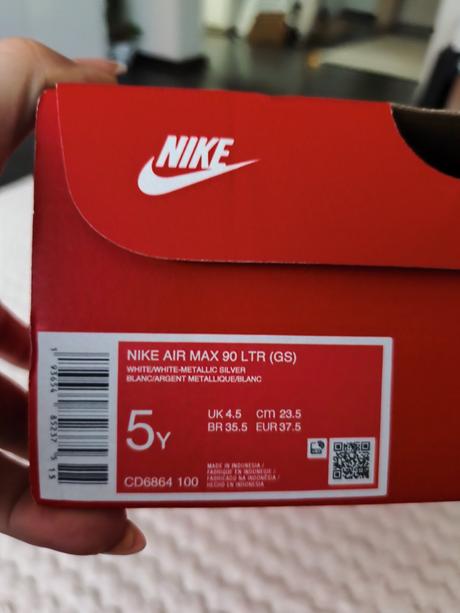 NIKE
NIKE AIR MAX 90 LTR (GS)
WHITE/WHITE-METALLIC SILVER
BLANC/ARGENT METALLIQUE/BLANC
5Y
UK 4.5 cm 23.5
BR 35.5 EUR 37.5
MADE IN INDONESIA /
FABRIQUE EN INDONESIE /
FABRICADO NA INDONÉSIA /
HECHO EN INDONESIA
CD6864 100